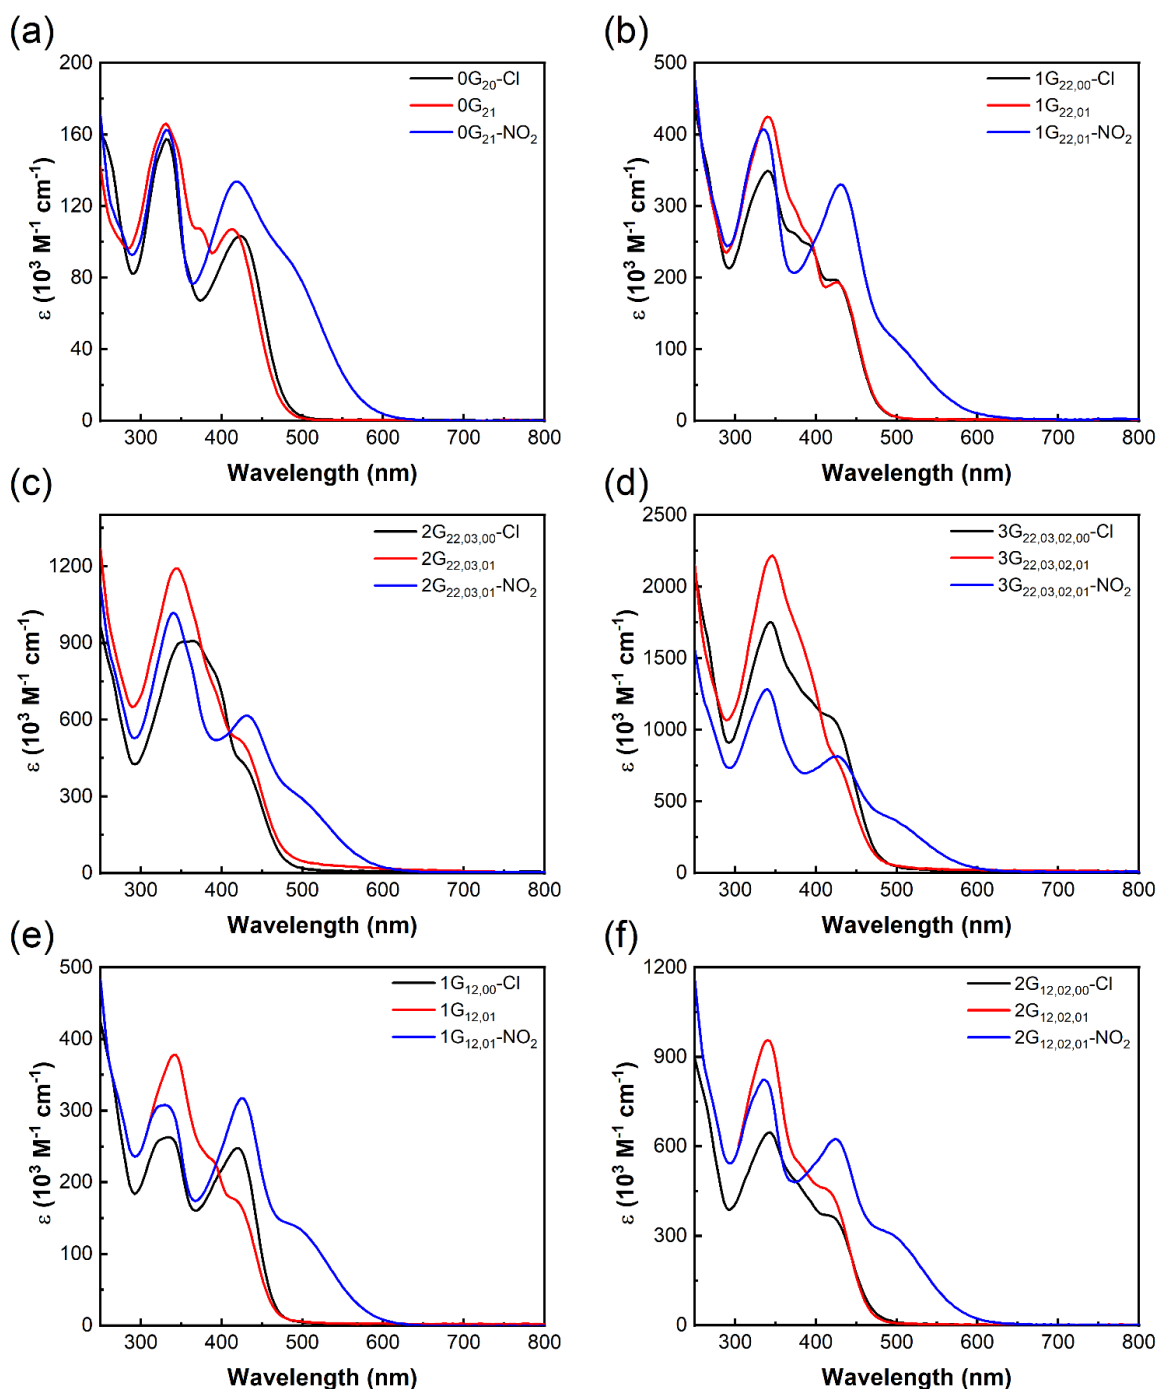 (a)
200
160
120
80
40
0
ε (10³ M⁻¹ cm⁻¹)
0G₂₀-Cl
0G₂₁
0G₂₁-NO₂
300 400 500 600 700 800
Wavelength (nm)
(b)
500
400
300
200
100
0
ε (10³ M⁻¹ cm⁻¹)
1G₂₂,₀₀-Cl
1G₂₂,₀₁
1G₂₂,₀₁-NO₂
300 400 500 600 700 800
Wavelength (nm)
(c)
1200
900
600
300
0
ε (10³ M⁻¹ cm⁻¹)
2G₂₂,₀₃,₀₀-Cl
2G₂₂,₀₃,₀₁
2G₂₂,₀₃,₀₁-NO₂
300 400 500 600 700 800
Wavelength (nm)
(d)
2500
2000
1500
1000
500
0
ε (10³ M⁻¹ cm⁻¹)
3G₂₂,₀₃,₀₂,₀₀-Cl
3G₂₂,₀₃,₀₂,₀₁
3G₂₂,₀₃,₀₂,₀₁-NO₂
300 400 500 600 700 800
Wavelength (nm)
(e)
500
400
300
200
100
0
ε (10³ M⁻¹ cm⁻¹)
1G₁₂,₀₀-Cl
1G₁₂,₀₁
1G₁₂,₀₁-NO₂
300 400 500 600 700 800
Wavelength (nm)
(f)
1200
900
600
300
0
ε (10³ M⁻¹ cm⁻¹)
2G₁₂,₀₂,₀₀-Cl
2G₁₂,₀₂,₀₁
2G₁₂,₀₂,₀₁-NO₂
300 400 500 600 700 800
Wavelength (nm)